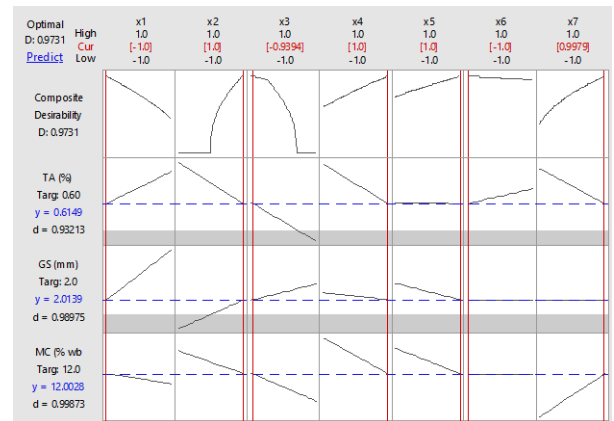 Optimal
D: 0.9731
Predict
High
Cur
Low
x1
1.0
[-1.0]
-1.0
x2
1.0
[1.0]
-1.0
x3
1.0
[-0.9394]
-1.0
x4
1.0
[1.0]
-1.0
x5
1.0
[1.0]
-1.0
x6
1.0
[-1.0]
-1.0
x7
1.0
[0.9979]
-1.0
Composite
Desirability
D: 0.9731
TA (%)
Targ: 0.60
y = 0.6149
d = 0.93213
GS (mm)
Targ: 2.0
y = 2.0139
d = 0.98975
MC (% wb
Targ: 12.0
y = 12.0028
d = 0.99873